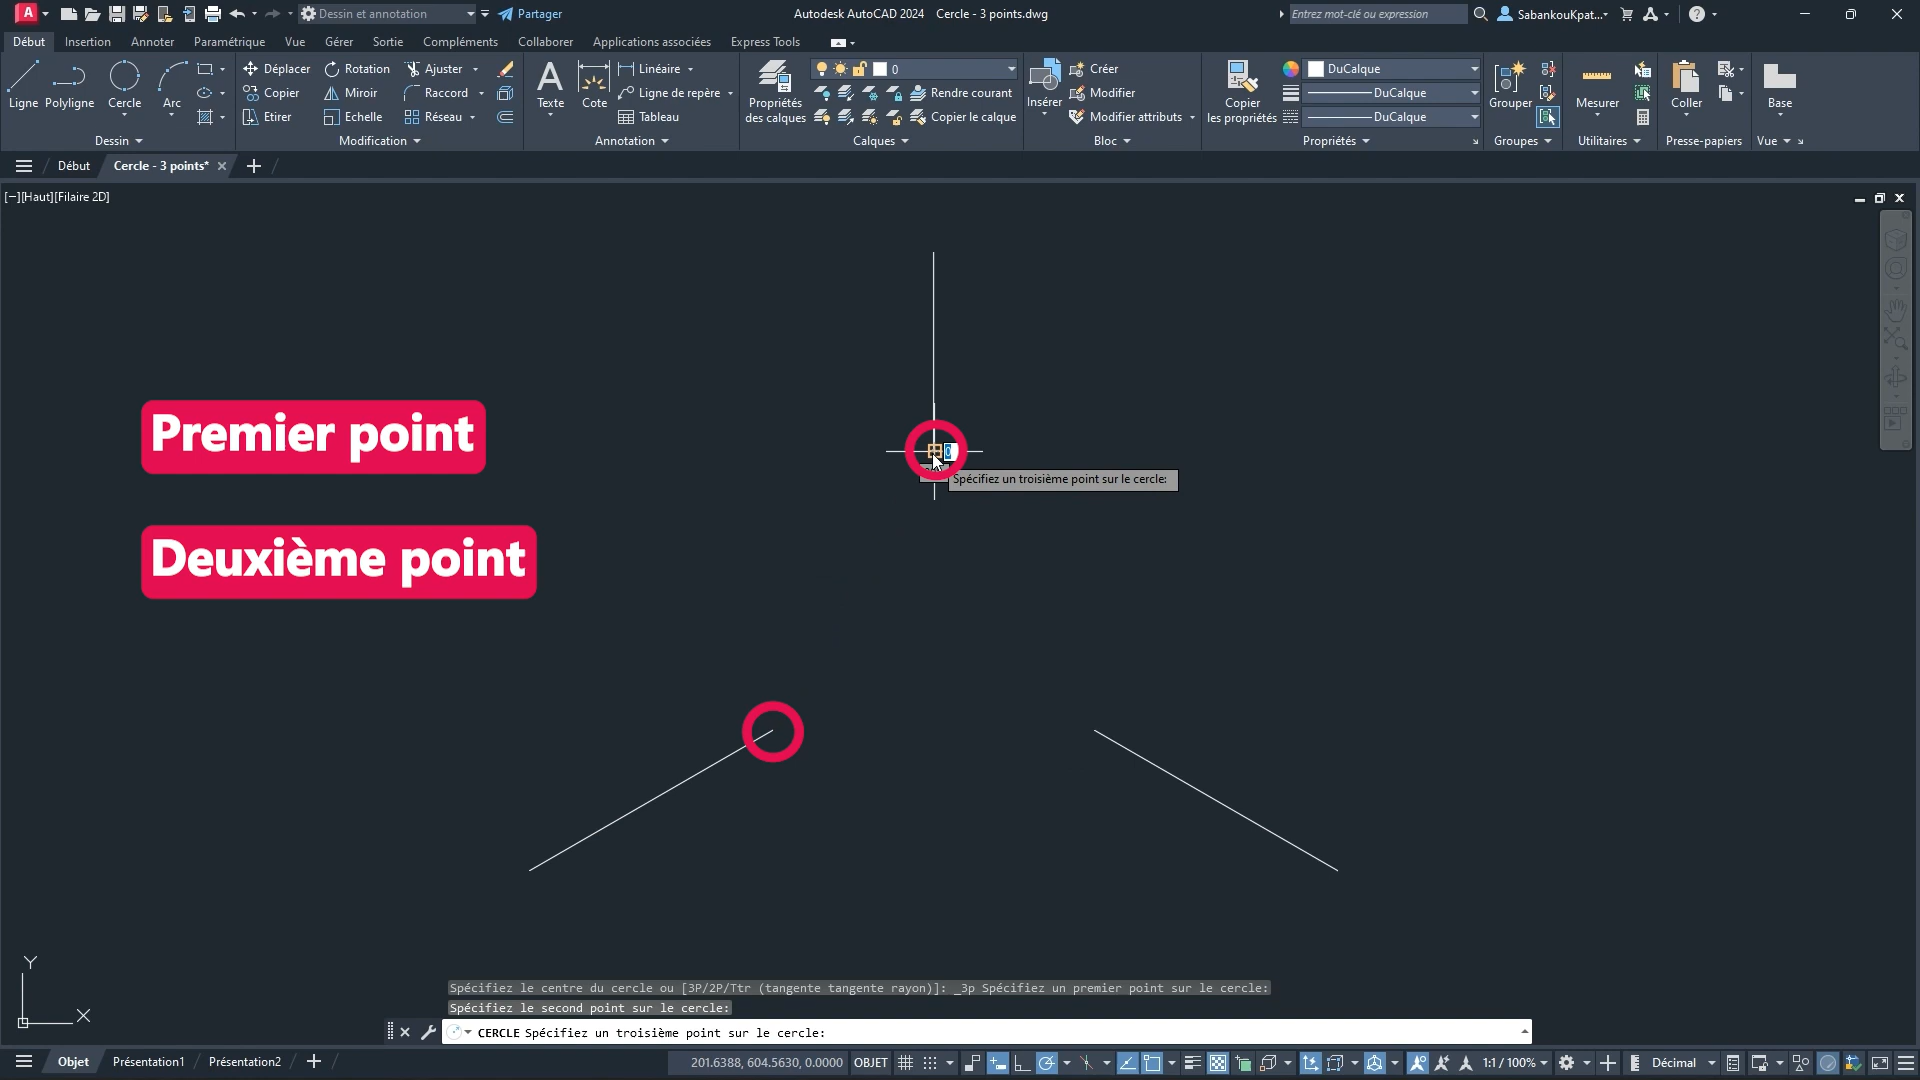 A Dessin et annotation Partager Autodesk AutoCAD 2024 Cercle - 3 points.dwg Entrez mot-clé ou expression SabankouKpat...
Début Insertion Annoter Paramétrique Vue Gérer Sortie Compléments Collaborer Applications associées Express Tools
Déplacer Rotation Ajuster Linéaire 0 Créer DuCalque
Copier Miroir Raccord Ligne de repère Rendre courant Modifier DuCalque
Ligne Polyligne Cercle Arc Texte Cote Propriétés des calques Insérer Copier les propriétés Grouper Mesurer Coller Base
Etirer Echelle Réseau Tableau Copier le calque Modifier attributs DuCalque
Dessin Modification Annotation Calques Bloc Propriétés Groupes Utilitaires Presse-papiers Vue
Début Cercle - 3 points*
[−][Haut][Filaire 2D]
Premier point
Spécifiez un troisième point sur le cercle:
Deuxième point
Y
X
Spécifiez le centre du cercle ou [3P/2P/Ttr (tangente tangente rayon)]: _3p Spécifiez un premier point sur le cercle:
Spécifiez le second point sur le cercle:
CERCLE Spécifiez un troisième point sur le cercle:
Objet Présentation1 Présentation2 201.6388, 604.5630, 0.0000 OBJET 1:1 / 100% Décimal